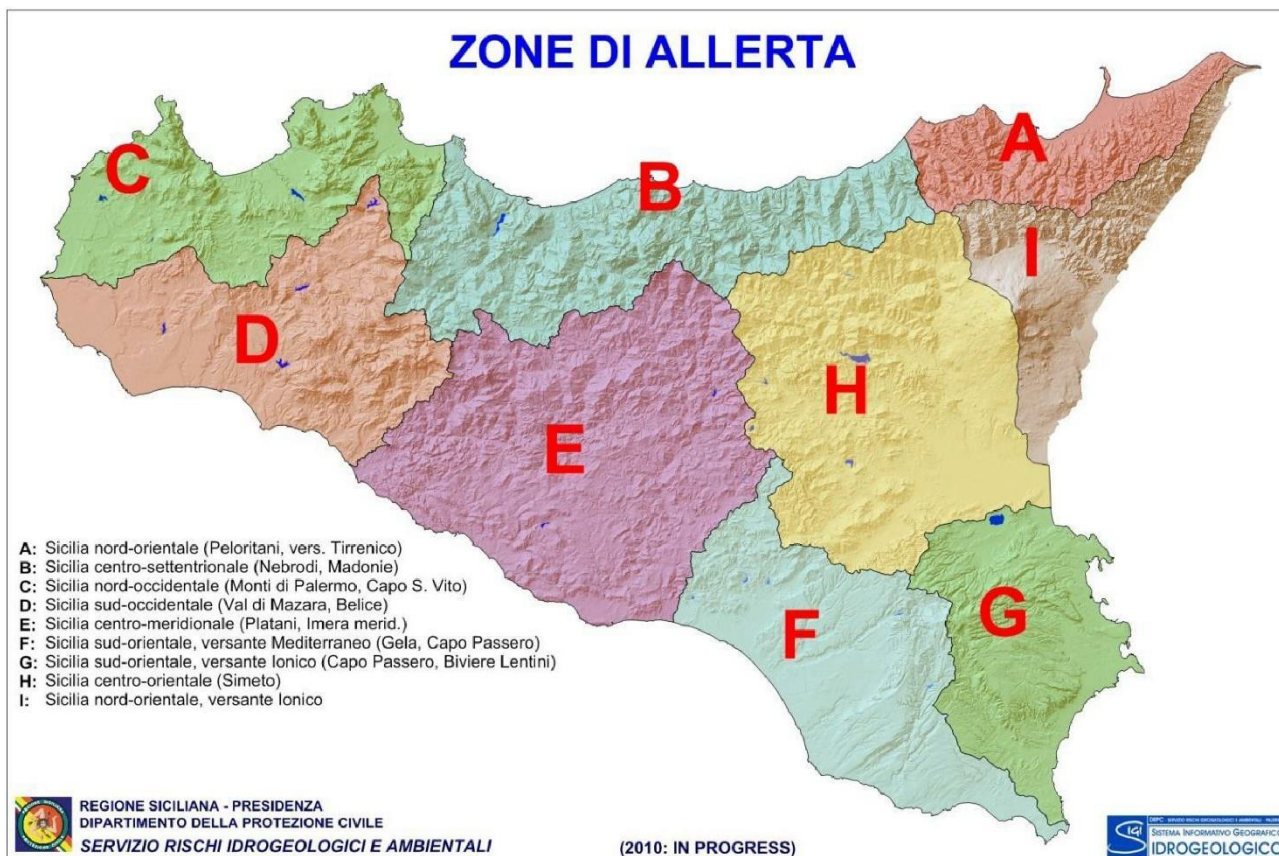 ZONE DI ALLERTA
C
B
A
I
D
H
E
F
G
A: Sicilia nord-orientale (Peloritani, vers. Tirrenico)
B: Sicilia centro-settentrionale (Nebrodi, Madonie)
C: Sicilia nord-occidentale (Monti di Palermo, Capo S. Vito)
D: Sicilia sud-occidentale (Val di Mazara, Belice)
E: Sicilia centro-meridionale (Platani, Imera merid.)
F: Sicilia sud-orientale, versante Mediterraneo (Gela, Capo Passero)
G: Sicilia sud-orientale, versante Ionico (Capo Passero, Biviere Lentini)
H: Sicilia centro-orientale (Simeto)
I: Sicilia nord-orientale, versante Ionico
REGIONE SICILIANA - PRESIDENZA
DIPARTIMENTO DELLA PROTEZIONE CIVILE
SERVIZIO RISCHI IDROGEOLOGICI E AMBIENTALI
(2010: IN PROGRESS)
SERVIZIO RISCHI IDROGEOLOGICI E AMBIENTALI
SISTEMA INFORMATIVO GEOGRAFICO
IDROGEOLOGICO